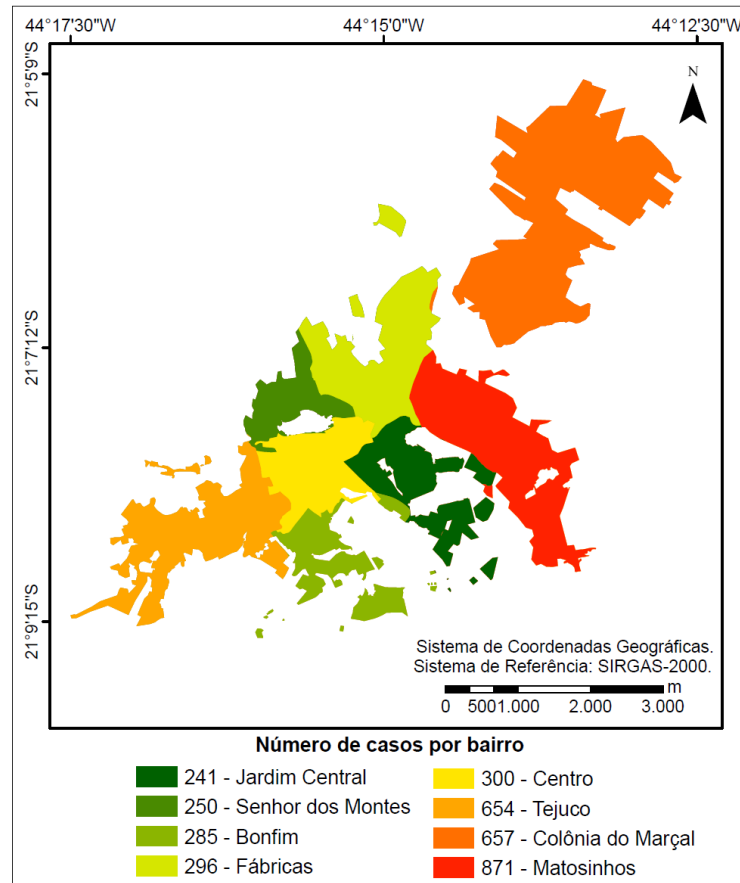 44°17'30"W 44°15'0"W 44°12'30"W
21°5'9"S
N
21°7'12"S
21°9'15"S
Sistema de Coordenadas Geográficas.
Sistema de Referência: SIRGAS-2000.
m
0 5001.000 2.000 3.000
Número de casos por bairro
241 - Jardim Central
250 - Senhor dos Montes
285 - Bonfim
296 - Fábricas
300 - Centro
654 - Tejuco
657 - Colônia do Marçal
871 - Matosinhos